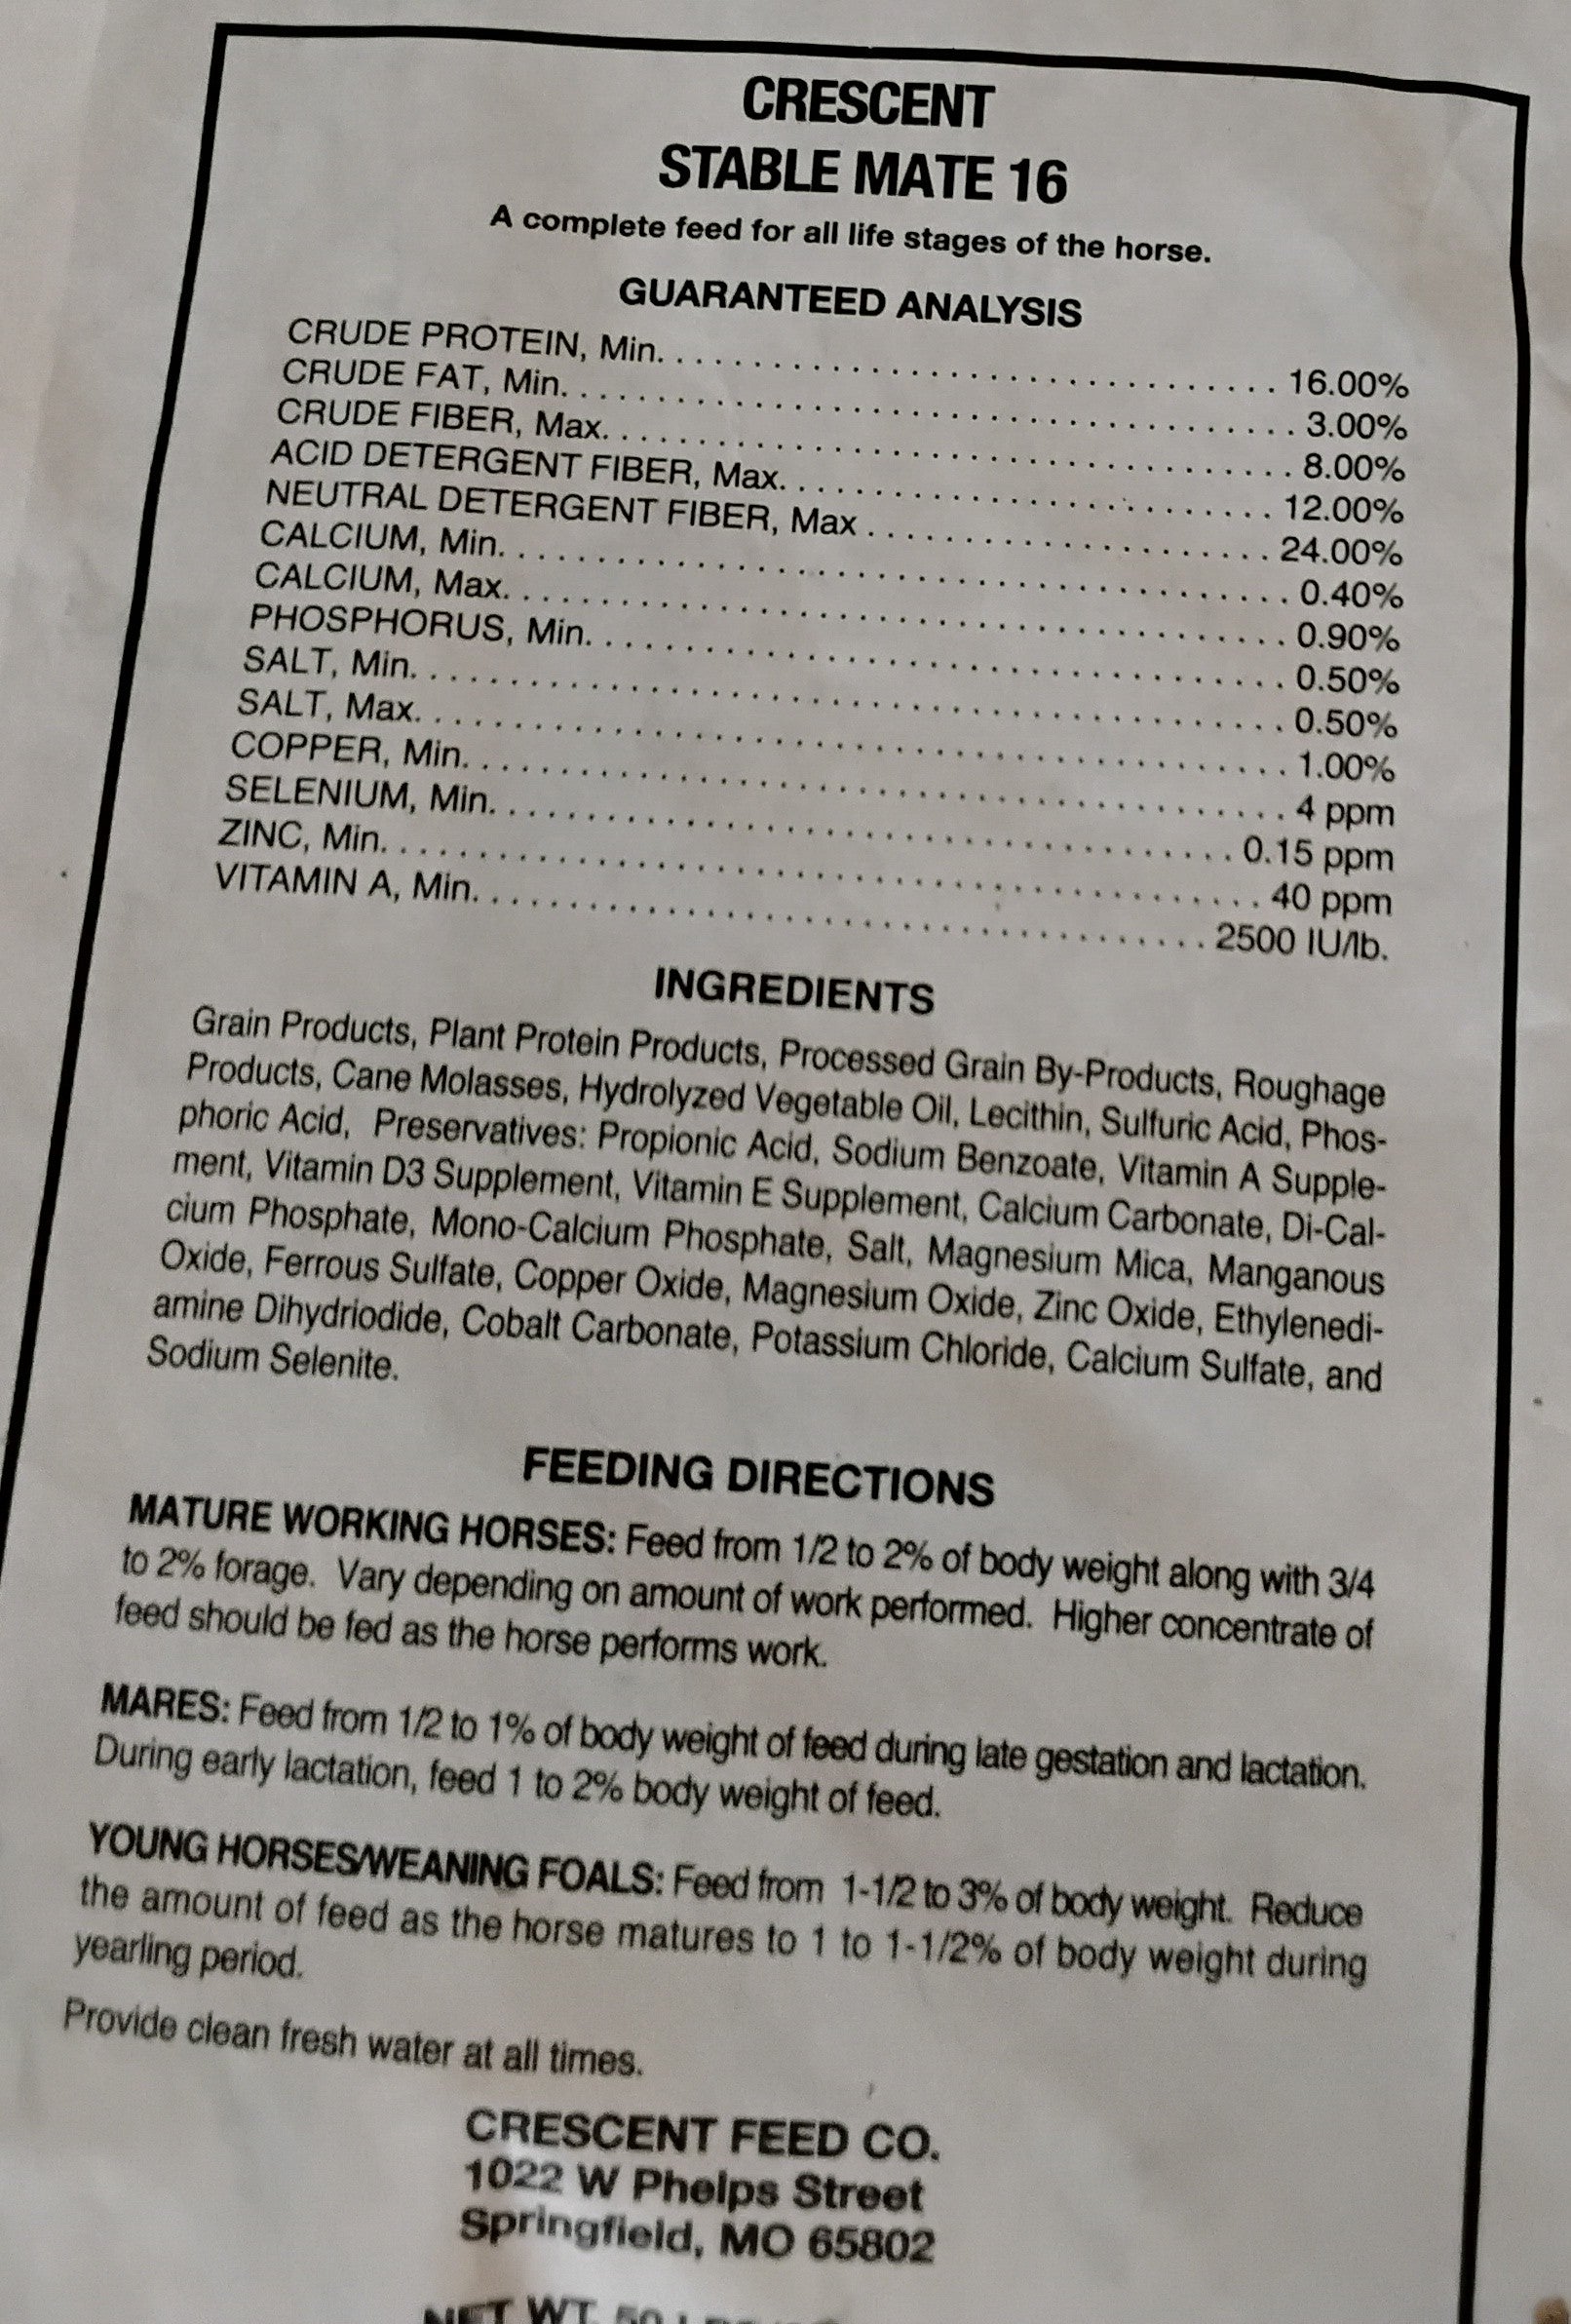 CRESCENT
STABLE MATE 16
A complete feed for all life stages of the horse.
GUARANTEED ANALYSIS
CRUDE PROTEIN, Min. 16.00%
CRUDE FAT, Min. 3.00%
CRUDE FIBER, Max. 8.00%
ACID DETERGENT FIBER, Max. 12.00%
NEUTRAL DETERGENT FIBER, Max 24.00%
CALCIUM, Min. 0.40%
CALCIUM, Max. 0.90%
PHOSPHORUS, Min. 0.50%
SALT, Min. 0.50%
SALT, Max. 1.00%
COPPER, Min. 4 ppm
SELENIUM, Min. 0.15 ppm
ZINC, Min. 40 ppm
VITAMIN A, Min. 2500 IU/lb.
INGREDIENTS
Grain Products, Plant Protein Products, Processed Grain By-Products, Roughage
Products, Cane Molasses, Hydrolyzed Vegetable Oil, Lecithin, Sulfuric Acid, Phos-
phoric Acid, Preservatives: Propionic Acid, Sodium Benzoate, Vitamin A Supple-
ment, Vitamin D3 Supplement, Vitamin E Supplement, Calcium Carbonate, Di-Cal-
cium Phosphate, Mono-Calcium Phosphate, Salt, Magnesium Mica, Manganous
Oxide, Ferrous Sulfate, Copper Oxide, Magnesium Oxide, Zinc Oxide, Ethylenedi-
amine Dihydriodide, Cobalt Carbonate, Potassium Chloride, Calcium Sulfate, and
Sodium Selenite.
FEEDING DIRECTIONS
MATURE WORKING HORSES: Feed from 1/2 to 2% of body weight along with 3/4
to 2% forage. Vary depending on amount of work performed. Higher concentrate of
feed should be fed as the horse performs work.
MARES: Feed from 1/2 to 1% of body weight of feed during late gestation and lactation.
During early lactation, feed 1 to 2% body weight of feed.
YOUNG HORSES/WEANING FOALS: Feed from 1-1/2 to 3% of body weight. Reduce
the amount of feed as the horse matures to 1 to 1-1/2% of body weight during
yearling period.
Provide clean fresh water at all times.
CRESCENT FEED CO.
1022 W Phelps Street
Springfield, MO 65802
NET WT. 50